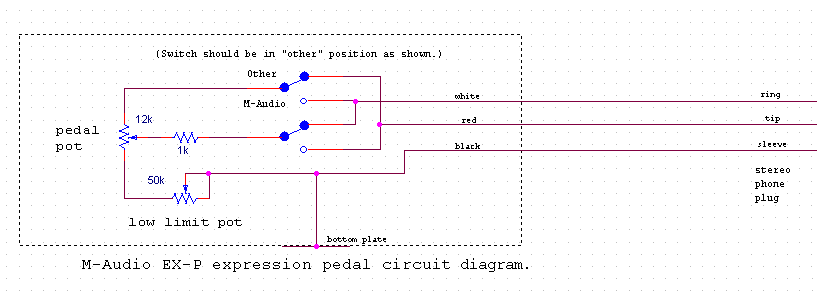 (Switch should be in "other" position as shown.)
Other
M-Audio
white
ring
12k
red
tip
pedal
pot
1k
black
sleeve
50k
stereo
phone
plug
low limit pot
bottom plate
M-Audio EX-P expression pedal circuit diagram.